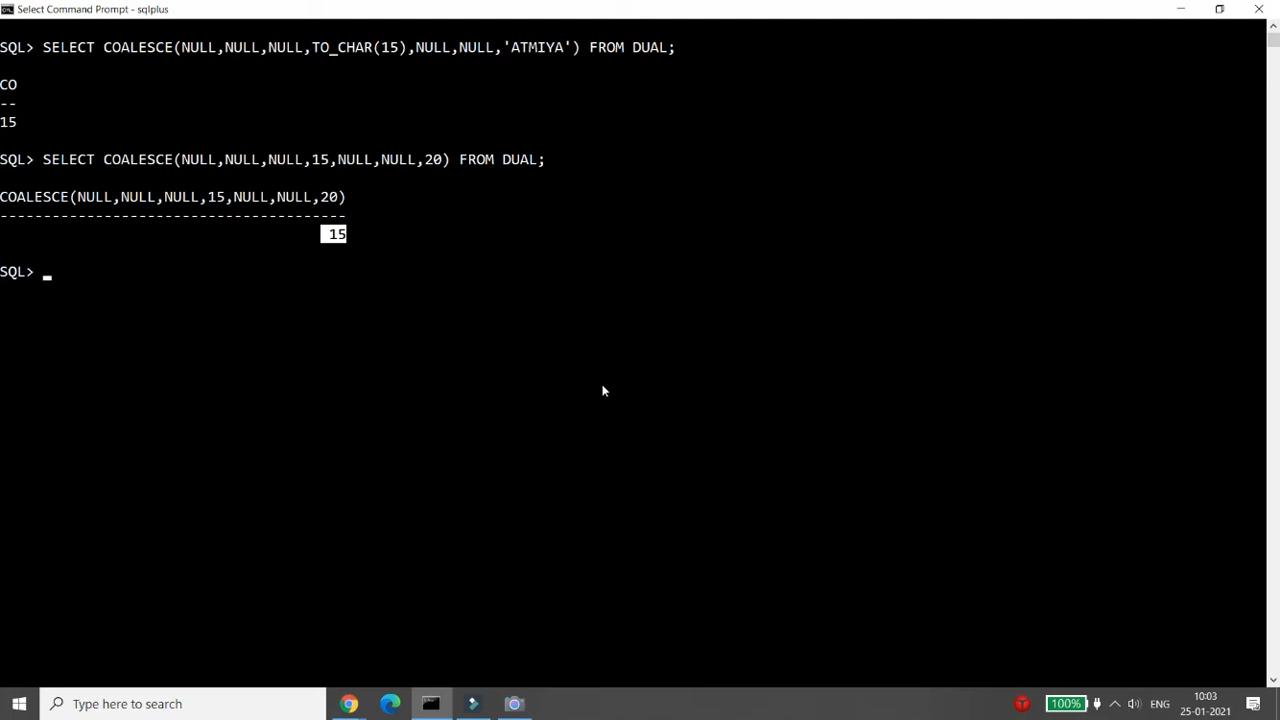 Select Command Prompt - sqlplus
SQL> SELECT COALESCE(NULL,NULL,NULL,TO_CHAR(15),NULL,NULL,'ATMIYA') FROM DUAL;
CO
--
15
SQL> SELECT COALESCE(NULL,NULL,NULL,15,NULL,NULL,20) FROM DUAL;
COALESCE(NULL,NULL,NULL,15,NULL,NULL,20)
----------------------------------------
15
SQL> _
Type here to search
100%
ENG
10:03
25-01-2021